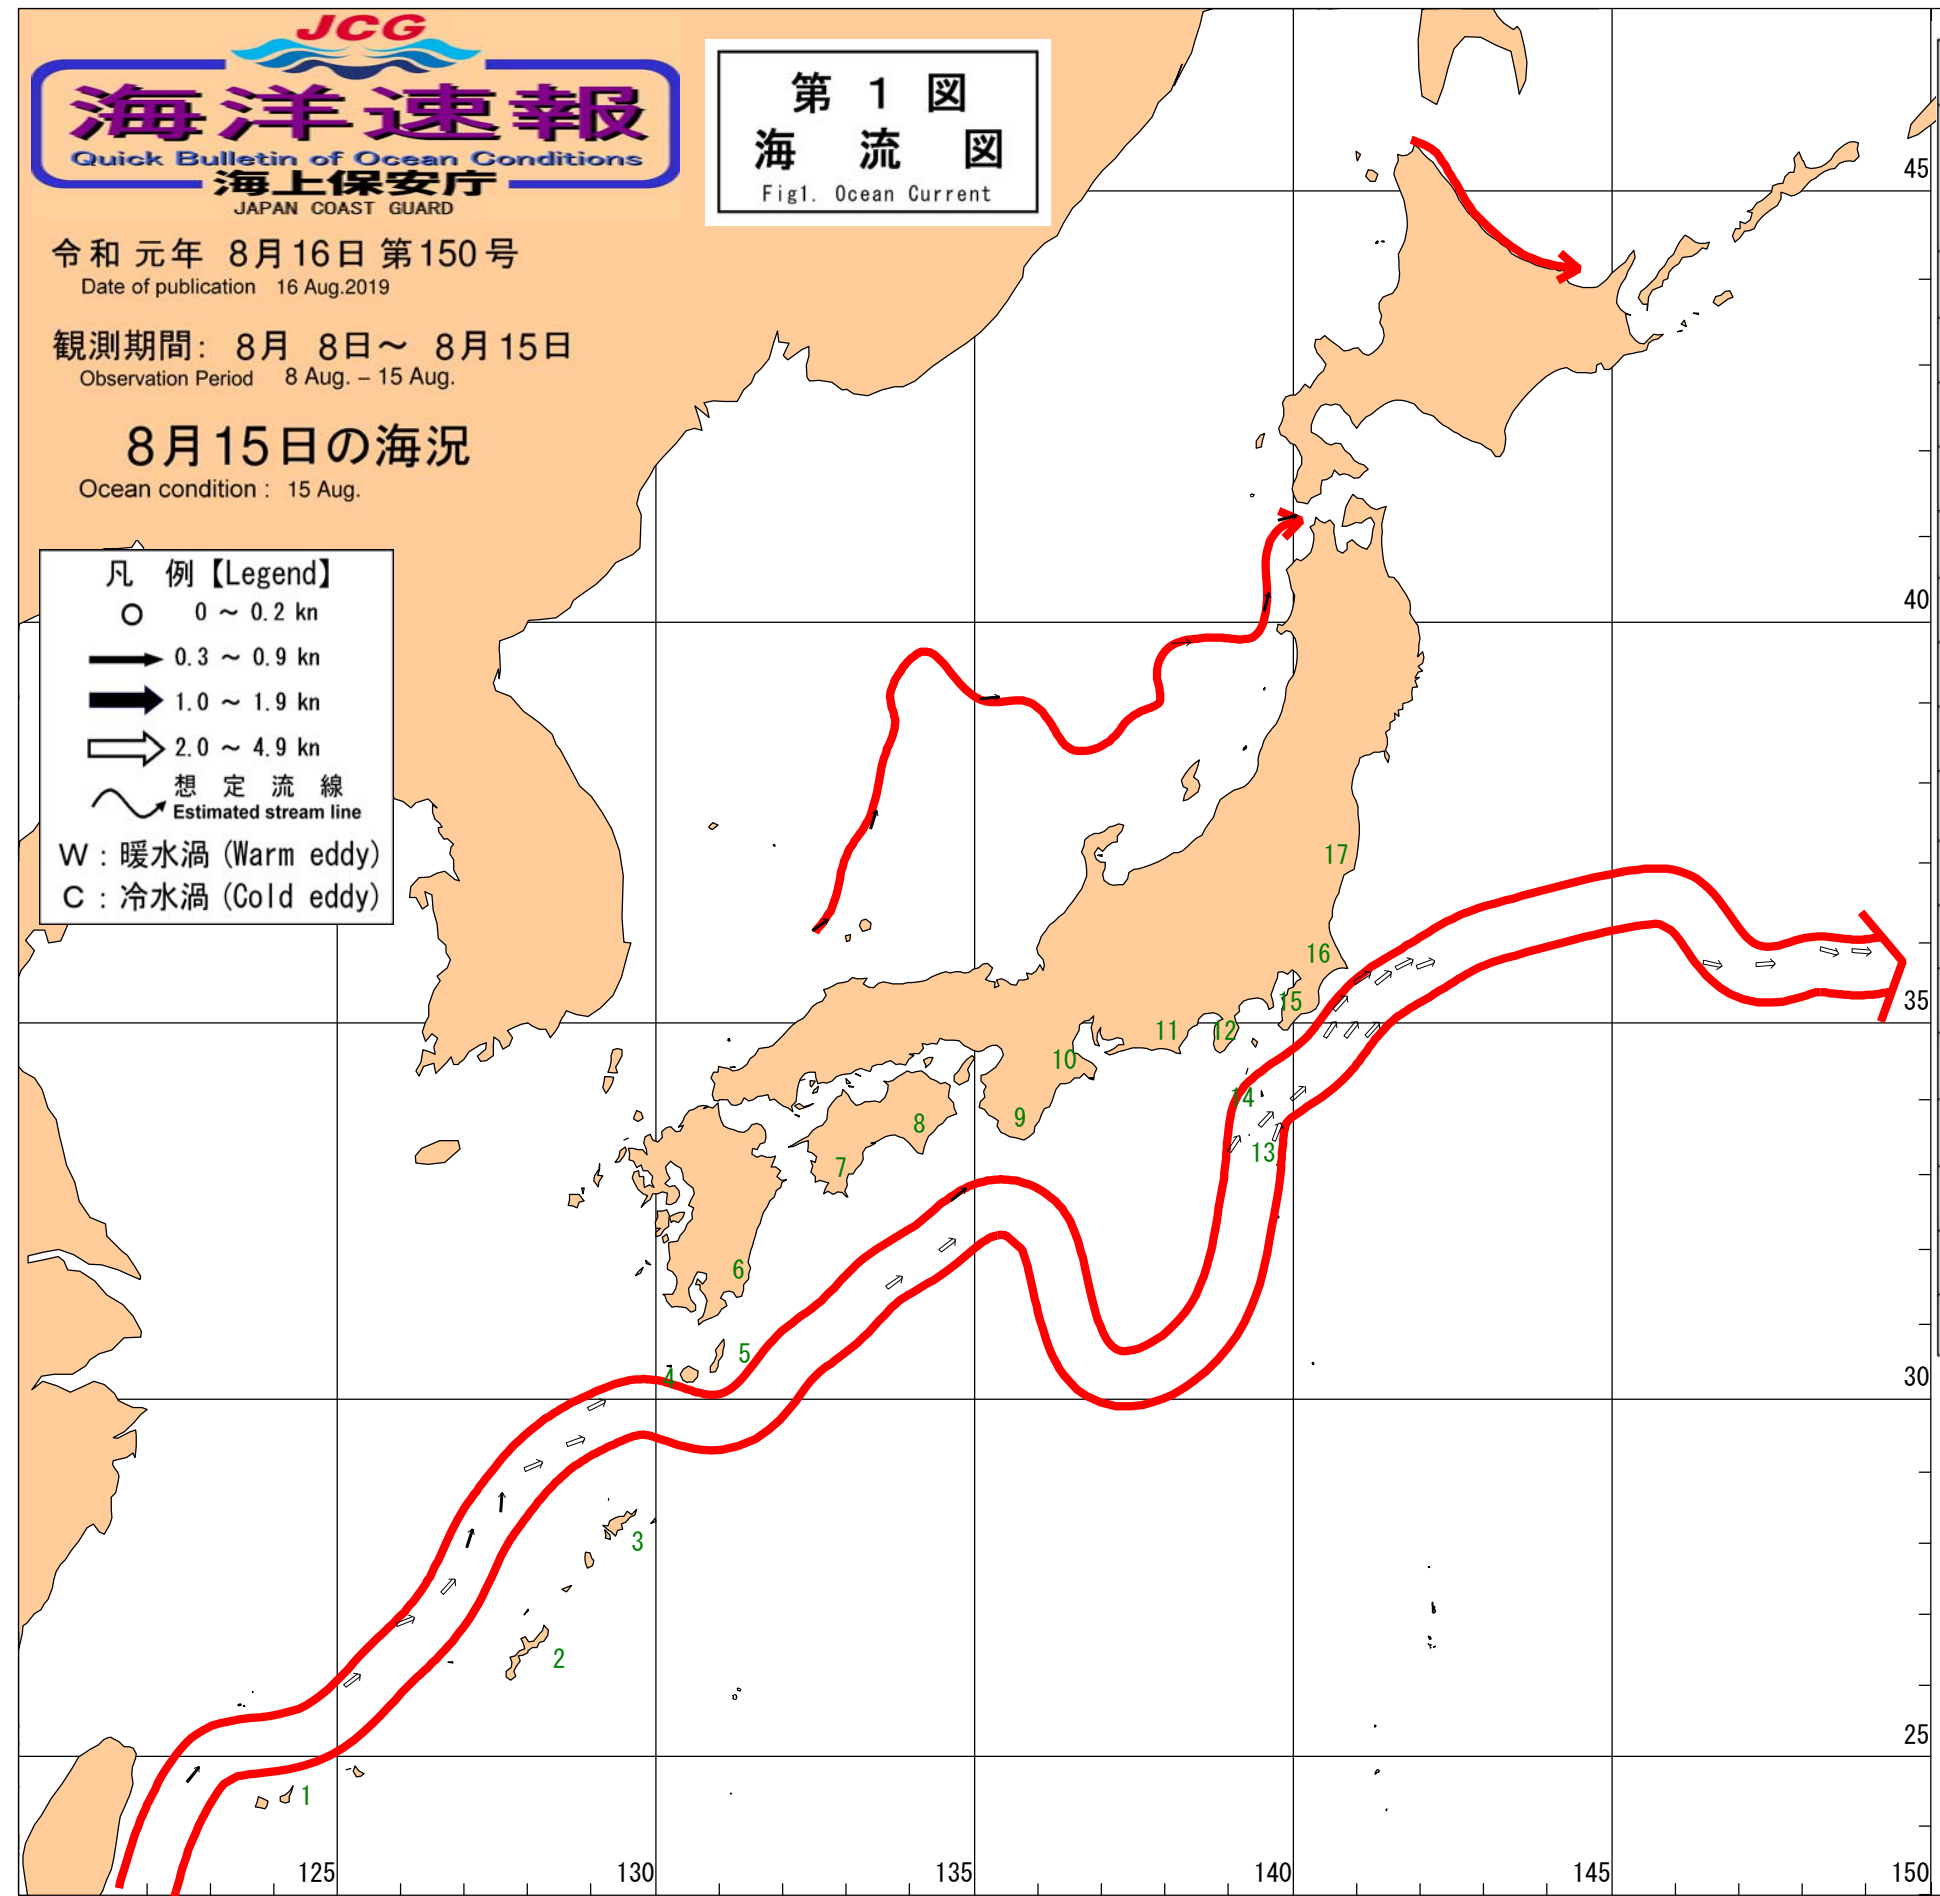 JCG
海洋速報
Quick Bulletin of Ocean Conditions
海上保安庁
JAPAN COAST GUARD
第 1 図
海 流 図
Fig1. Ocean Current
令和 元年 8月16日 第150号
Date of publication 16 Aug.2019
観測期間: 8月 8日～ 8月15日
Observation Period 8 Aug. – 15 Aug.
8月15日の海況
Ocean condition : 15 Aug.
凡 例【Legend】
0 ～ 0.2 kn
0.3 ～ 0.9 kn
1.0 ～ 1.9 kn
2.0 ～ 4.9 kn
想 定 流 線
Estimated stream line
W : 暖水渦 (Warm eddy)
C : 冷水渦 (Cold eddy)
45
40
17
16
35
15
12
11
10
14
9
8
13
7
6
5
4
30
3
2
25
1
125
130
135
140
145
150